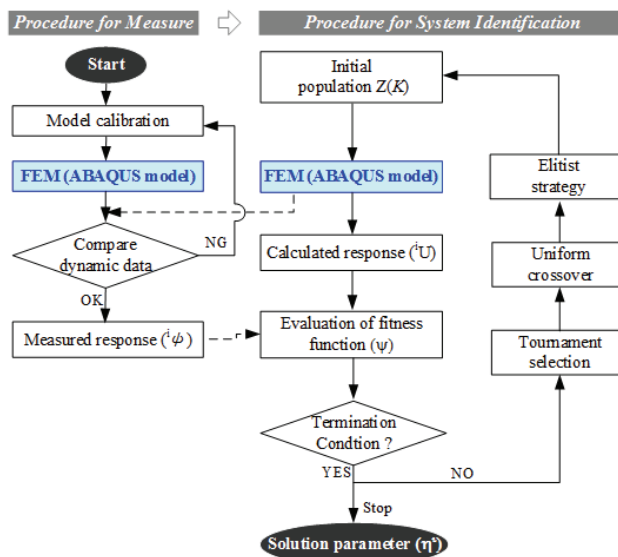 Procedure for Measure
Procedure for System Identification
Start
Model calibration
FEM (ABAQUS model)
Compare
dynamic data
NG
OK
Measured response (ⁱϕ)
Initial
population Z(K)
FEM (ABAQUS model)
Calculated response (ⁱU)
Evaluation of fitness
function (ψ)
Termination
Condtion ?
YES
NO
Stop
Solution parameter (ηˢ)
Elitist
strategy
Uniform
crossover
Tournament
selection